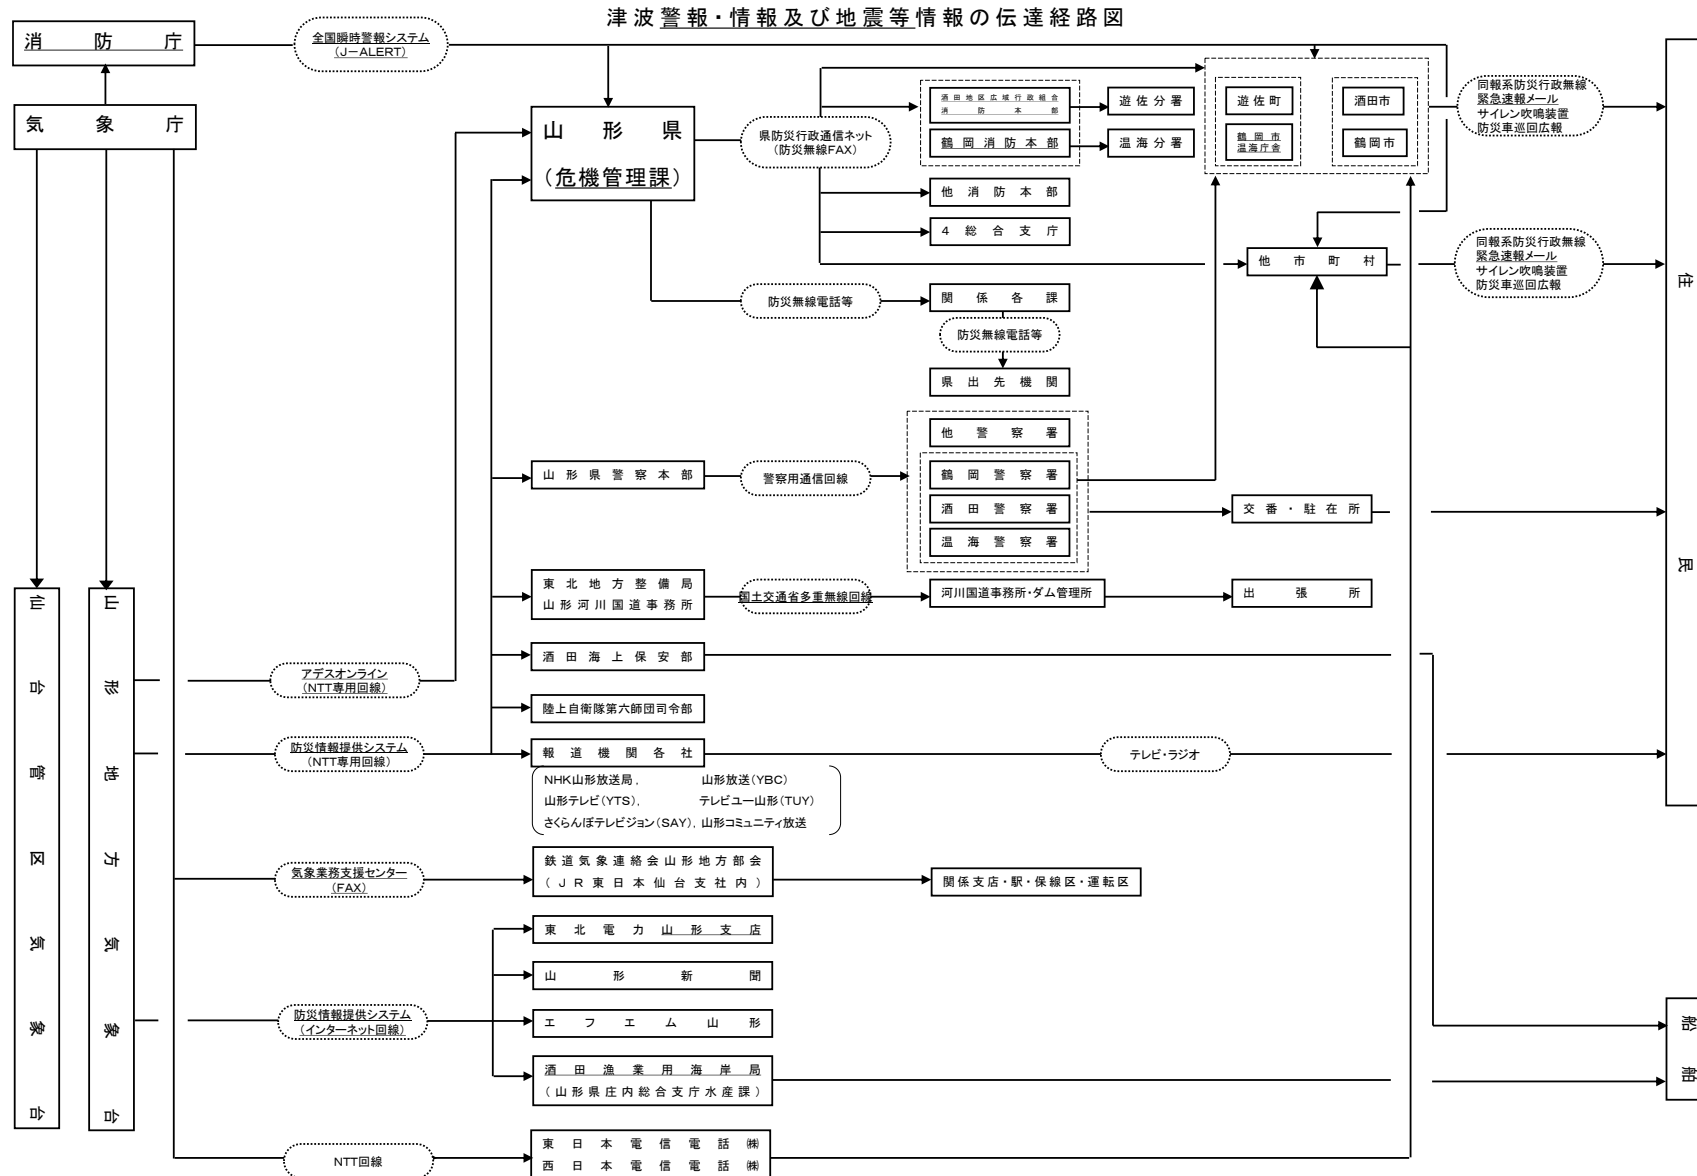 津波警報・情報及び地震等情報の伝達経路図
消防庁
全国瞬時警報システム
(J-ALERT)
気象庁
山形県
(危機管理課)
県防災行政通信ネット
(防災無線FAX)
酒田地区広域行政組合
消防本部
遊佐分署
鶴岡消防本部
温海分署
遊佐町
酒田市
鶴岡市
温海庁舎
鶴岡市
同報系防災行政無線
緊急速報メール
サイレン吹鳴装置
防災車巡回広報
他消防本部
4総合支庁
他市町村
同報系防災行政無線
緊急速報メール
サイレン吹鳴装置
防災車巡回広報
住民
防災無線電話等
関係各課
防災無線電話等
県出先機関
山形県警察本部
警察用通信回線
他警察署
鶴岡警察署
酒田警察署
温海警察署
交番・駐在所
東北地方整備局
山形河川国道事務所
国土交通省多重無線回線
河川国道事務所・ダム管理所
出張所
仙台管区気象台
山形地方気象台
酒田海上保安部
アデスオンライン
(NTT専用回線)
陸上自衛隊第六師団司令部
防災情報提供システム
(NTT専用回線)
報道機関各社
テレビ・ラジオ
NHK山形放送局, 山形放送(YBC)
山形テレビ(YTS), テレビユー山形(TUY)
さくらんぼテレビジョン(SAY), 山形コミュニティ放送
気象業務支援センター
(FAX)
鉄道気象連絡会山形地方部会
(JR東日本仙台支社内)
関係支店・駅・保線区・運転区
東北電力山形支店
山形新聞
防災情報提供システム
(インターネット回線)
エフエム山形
酒田漁業用海岸局
(山形県庄内総合支庁水産課)
船舶
NTT回線
東日本電信電話㈱
西日本電信電話㈱